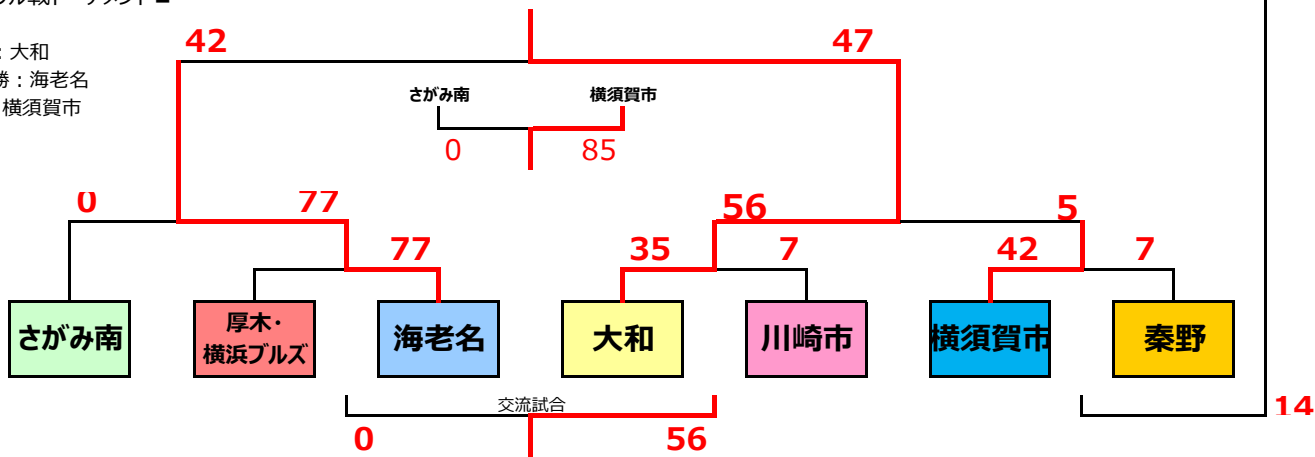 42
47
：大和
勝：海老名
横須賀市
さがみ南
横須賀市
0
85
0
77
56
5
77
35
7
42
7
さがみ南
厚木・
横浜ブルズ
海老名
大和
川崎市
横須賀市
秦野
交流試合
14
0
56